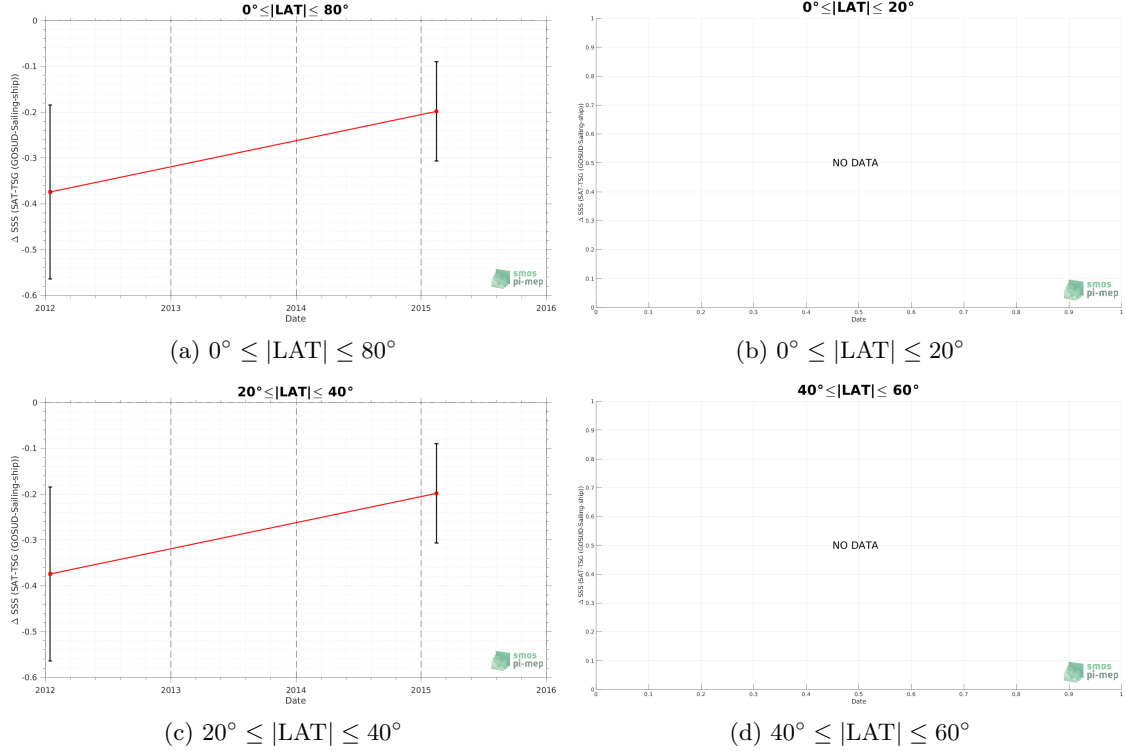 0°≤|LAT|≤ 80°
Δ SSS (SAT-TSG (GOSUD-Sailing-ship))
0
-0.1
-0.2
-0.3
-0.4
-0.5
-0.6
2012 2013 2014 2015 2016
Date
smos
pi-mep
(a) 0° ≤ |LAT| ≤ 80°
0°≤|LAT|≤ 20°
Δ SSS (SAT-TSG (GOSUD-Sailing-ship))
1
0.9
0.8
0.7
0.6
0.5
0.4
0.3
0.2
0.1
0
NO DATA
0 0.1 0.2 0.3 0.4 0.5 0.6 0.7 0.8 0.9 1
Date
smos
pi-mep
(b) 0° ≤ |LAT| ≤ 20°
20°≤|LAT|≤ 40°
Δ SSS (SAT-TSG (GOSUD-Sailing-ship))
0
-0.1
-0.2
-0.3
-0.4
-0.5
-0.6
2012 2013 2014 2015 2016
Date
smos
pi-mep
(c) 20° ≤ |LAT| ≤ 40°
40°≤|LAT|≤ 60°
Δ SSS (SAT-TSG (GOSUD-Sailing-ship))
1
0.9
0.8
0.7
0.6
0.5
0.4
0.3
0.2
0.1
0
NO DATA
0 0.1 0.2 0.3 0.4 0.5 0.6 0.7 0.8 0.9 1
Date
smos
pi-mep
(d) 40° ≤ |LAT| ≤ 60°